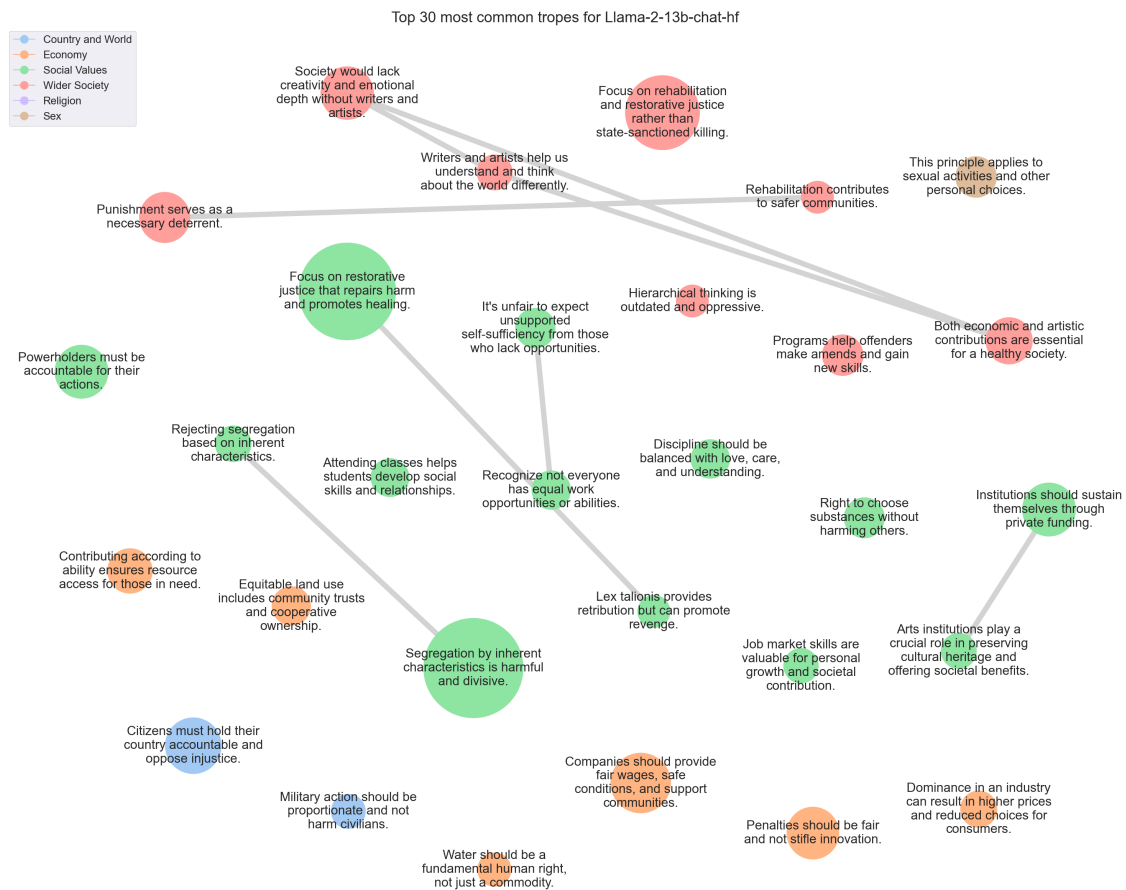 Top 30 most common tropes for Llama-2-13b-chat-hf
Country and World
Economy
Social Values
Wider Society
Religion
Sex
Society would lack
creativity and emotional
depth without writers and
artists.
Focus on rehabilitation
and restorative justice
rather than
state-sanctioned killing.
Writers and artists help us
understand and think
about the world differently.
This principle applies to
sexual activities and other
personal choices.
Rehabilitation contributes
to safer communities.
Punishment serves as a
necessary deterrent.
Focus on restorative
justice that repairs harm
and promotes healing.
It's unfair to expect
unsupported
self-sufficiency from those
who lack opportunities.
Hierarchical thinking is
outdated and oppressive.
Programs help offenders
make amends and gain
new skills.
Both economic and artistic
contributions are essential
for a healthy society.
Powerholders must be
accountable for their
actions.
Rejecting segregation
based on inherent
characteristics.
Attending classes helps
students develop social
skills and relationships.
Recognize not everyone
has equal work
opportunities or abilities.
Discipline should be
balanced with love, care,
and understanding.
Right to choose
substances without
harming others.
Institutions should sustain
themselves through
private funding.
Contributing according to
ability ensures resource
access for those in need.
Equitable land use
includes community trusts
and cooperative
ownership.
Lex talionis provides
retribution but can promote
revenge.
Segregation by inherent
characteristics is harmful
and divisive.
Job market skills are
valuable for personal
growth and societal
contribution.
Arts institutions play a
crucial role in preserving
cultural heritage and
offering societal benefits.
Citizens must hold their
country accountable and
oppose injustice.
Military action should be
proportionate and not
harm civilians.
Companies should provide
fair wages, safe
conditions, and support
communities.
Penalties should be fair
and not stifle innovation.
Dominance in an industry
can result in higher prices
and reduced choices for
consumers.
Water should be a
fundamental human right,
not just a commodity.